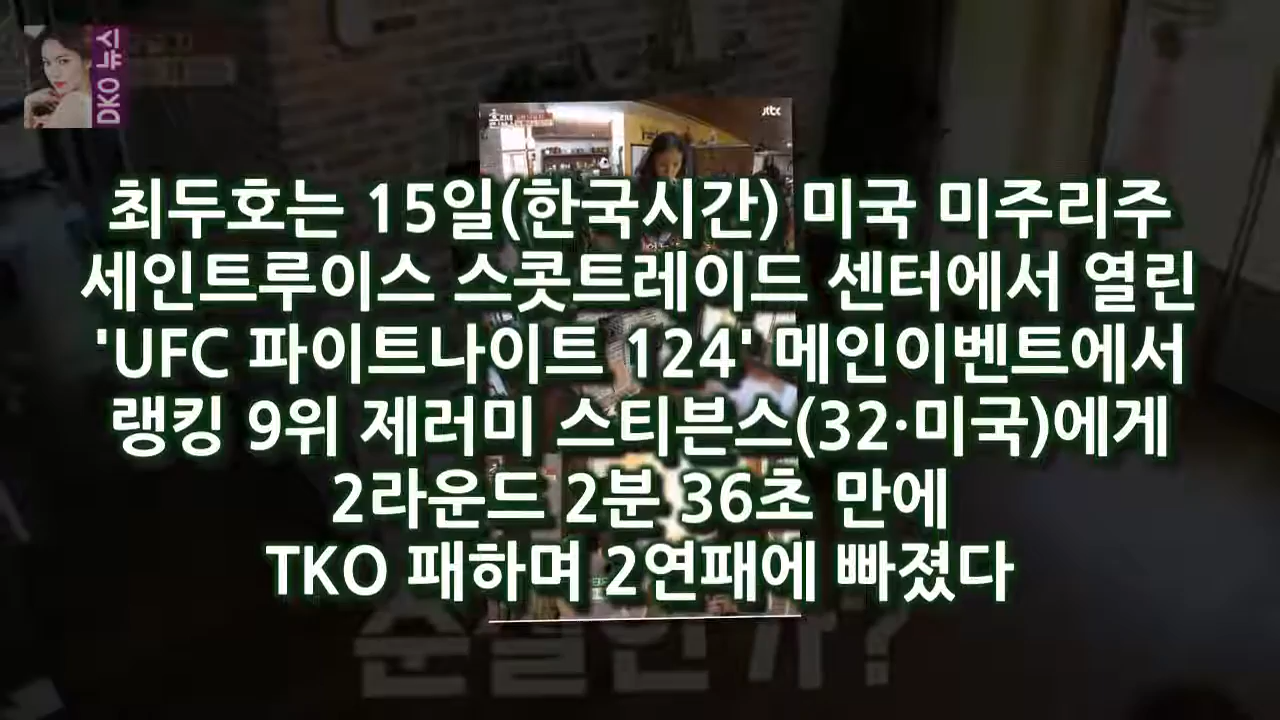 DKO 뉴스
jtbc
최두호는 15일(한국시간) 미국 미주리주
세인트루이스 스콧트레이드 센터에서 열린
'UFC 파이트나이트 124' 메인이벤트에서
랭킹 9위 제러미 스티븐스(32·미국)에게
2라운드 2분 36초 만에
TKO 패하며 2연패에 빠졌다